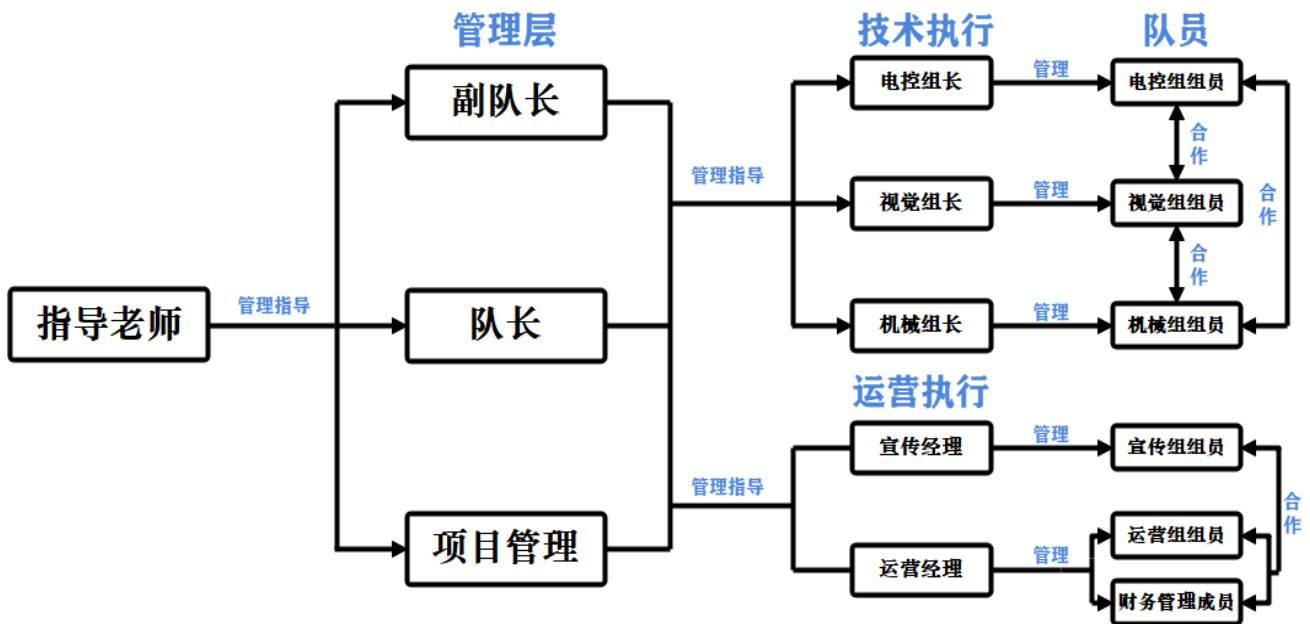 管理层
技术执行
队员
副队长
电控组长
管理
电控组组员
合作
管理指导
视觉组长
管理
视觉组组员
合作
合作
指导老师
管理指导
队长
机械组长
管理
机械组组员
运营执行
宣传经理
管理
宣传组组员
管理指导
合作
项目管理
运营经理
管理
运营组组员
财务管理成员